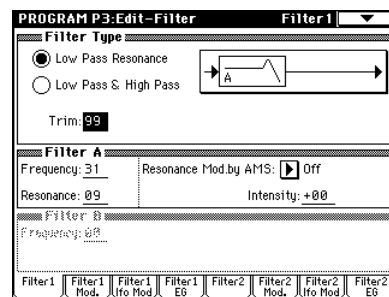 PROGRAM P3:Edit-Filter Filter1
Filter Type
Low Pass Resonance
A
Low Pass & High Pass
Trim: 99
Filter A
Frequency: 31 Resonance Mod.by AMS: Off
Resonance: 09 Intensity: +00
Filter B
Frequency: 60
Filter1 Filter1 Mod. Filter1 lfo Mod Filter1 EG Filter2 Filter2 Mod. Filter2 lfo Mod Filter2 EG